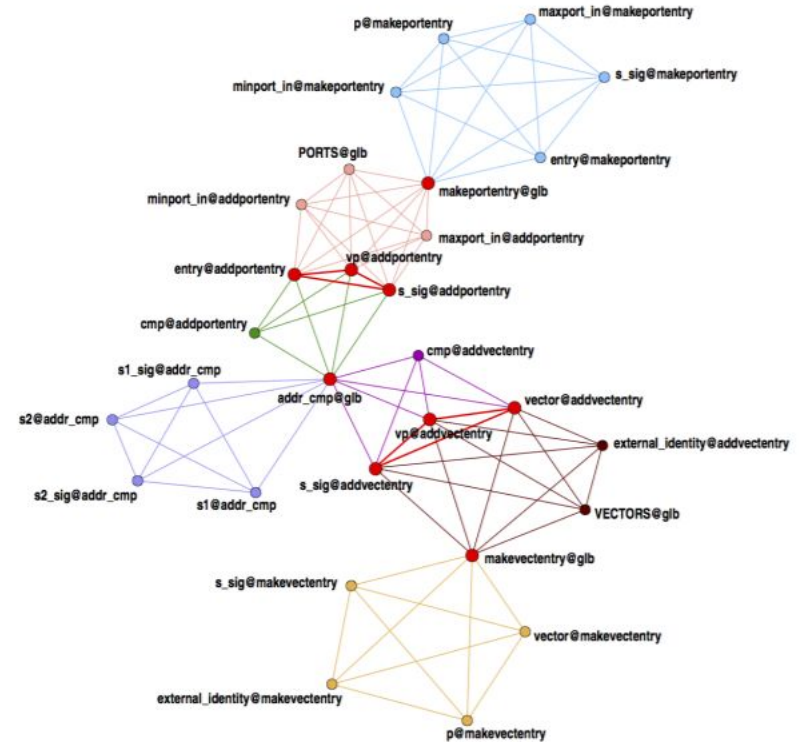 maxport_in@makeportentry
p@makeportentry
s_sig@makeportentry
minport_in@makeportentry
PORTS@glb
entry@makeportentry
makeportentry@glb
minport_in@addportentry
maxport_in@addportentry
vp@addportentry
entry@addportentry
s_sig@addportentry
cmp@addportentry
cmp@addvectentry
s1_sig@addr_cmp
addr_cmp@glb
vector@addvectentry
s2@addr_cmp
vp@addvectentry
external_identity@addvectentry
s_sig@addvectentry
s2_sig@addr_cmp
s1@addr_cmp
VECTORS@glb
makevectentry@glb
s_sig@makevectentry
vector@makevectentry
external_identity@makevectentry
p@makevectentry